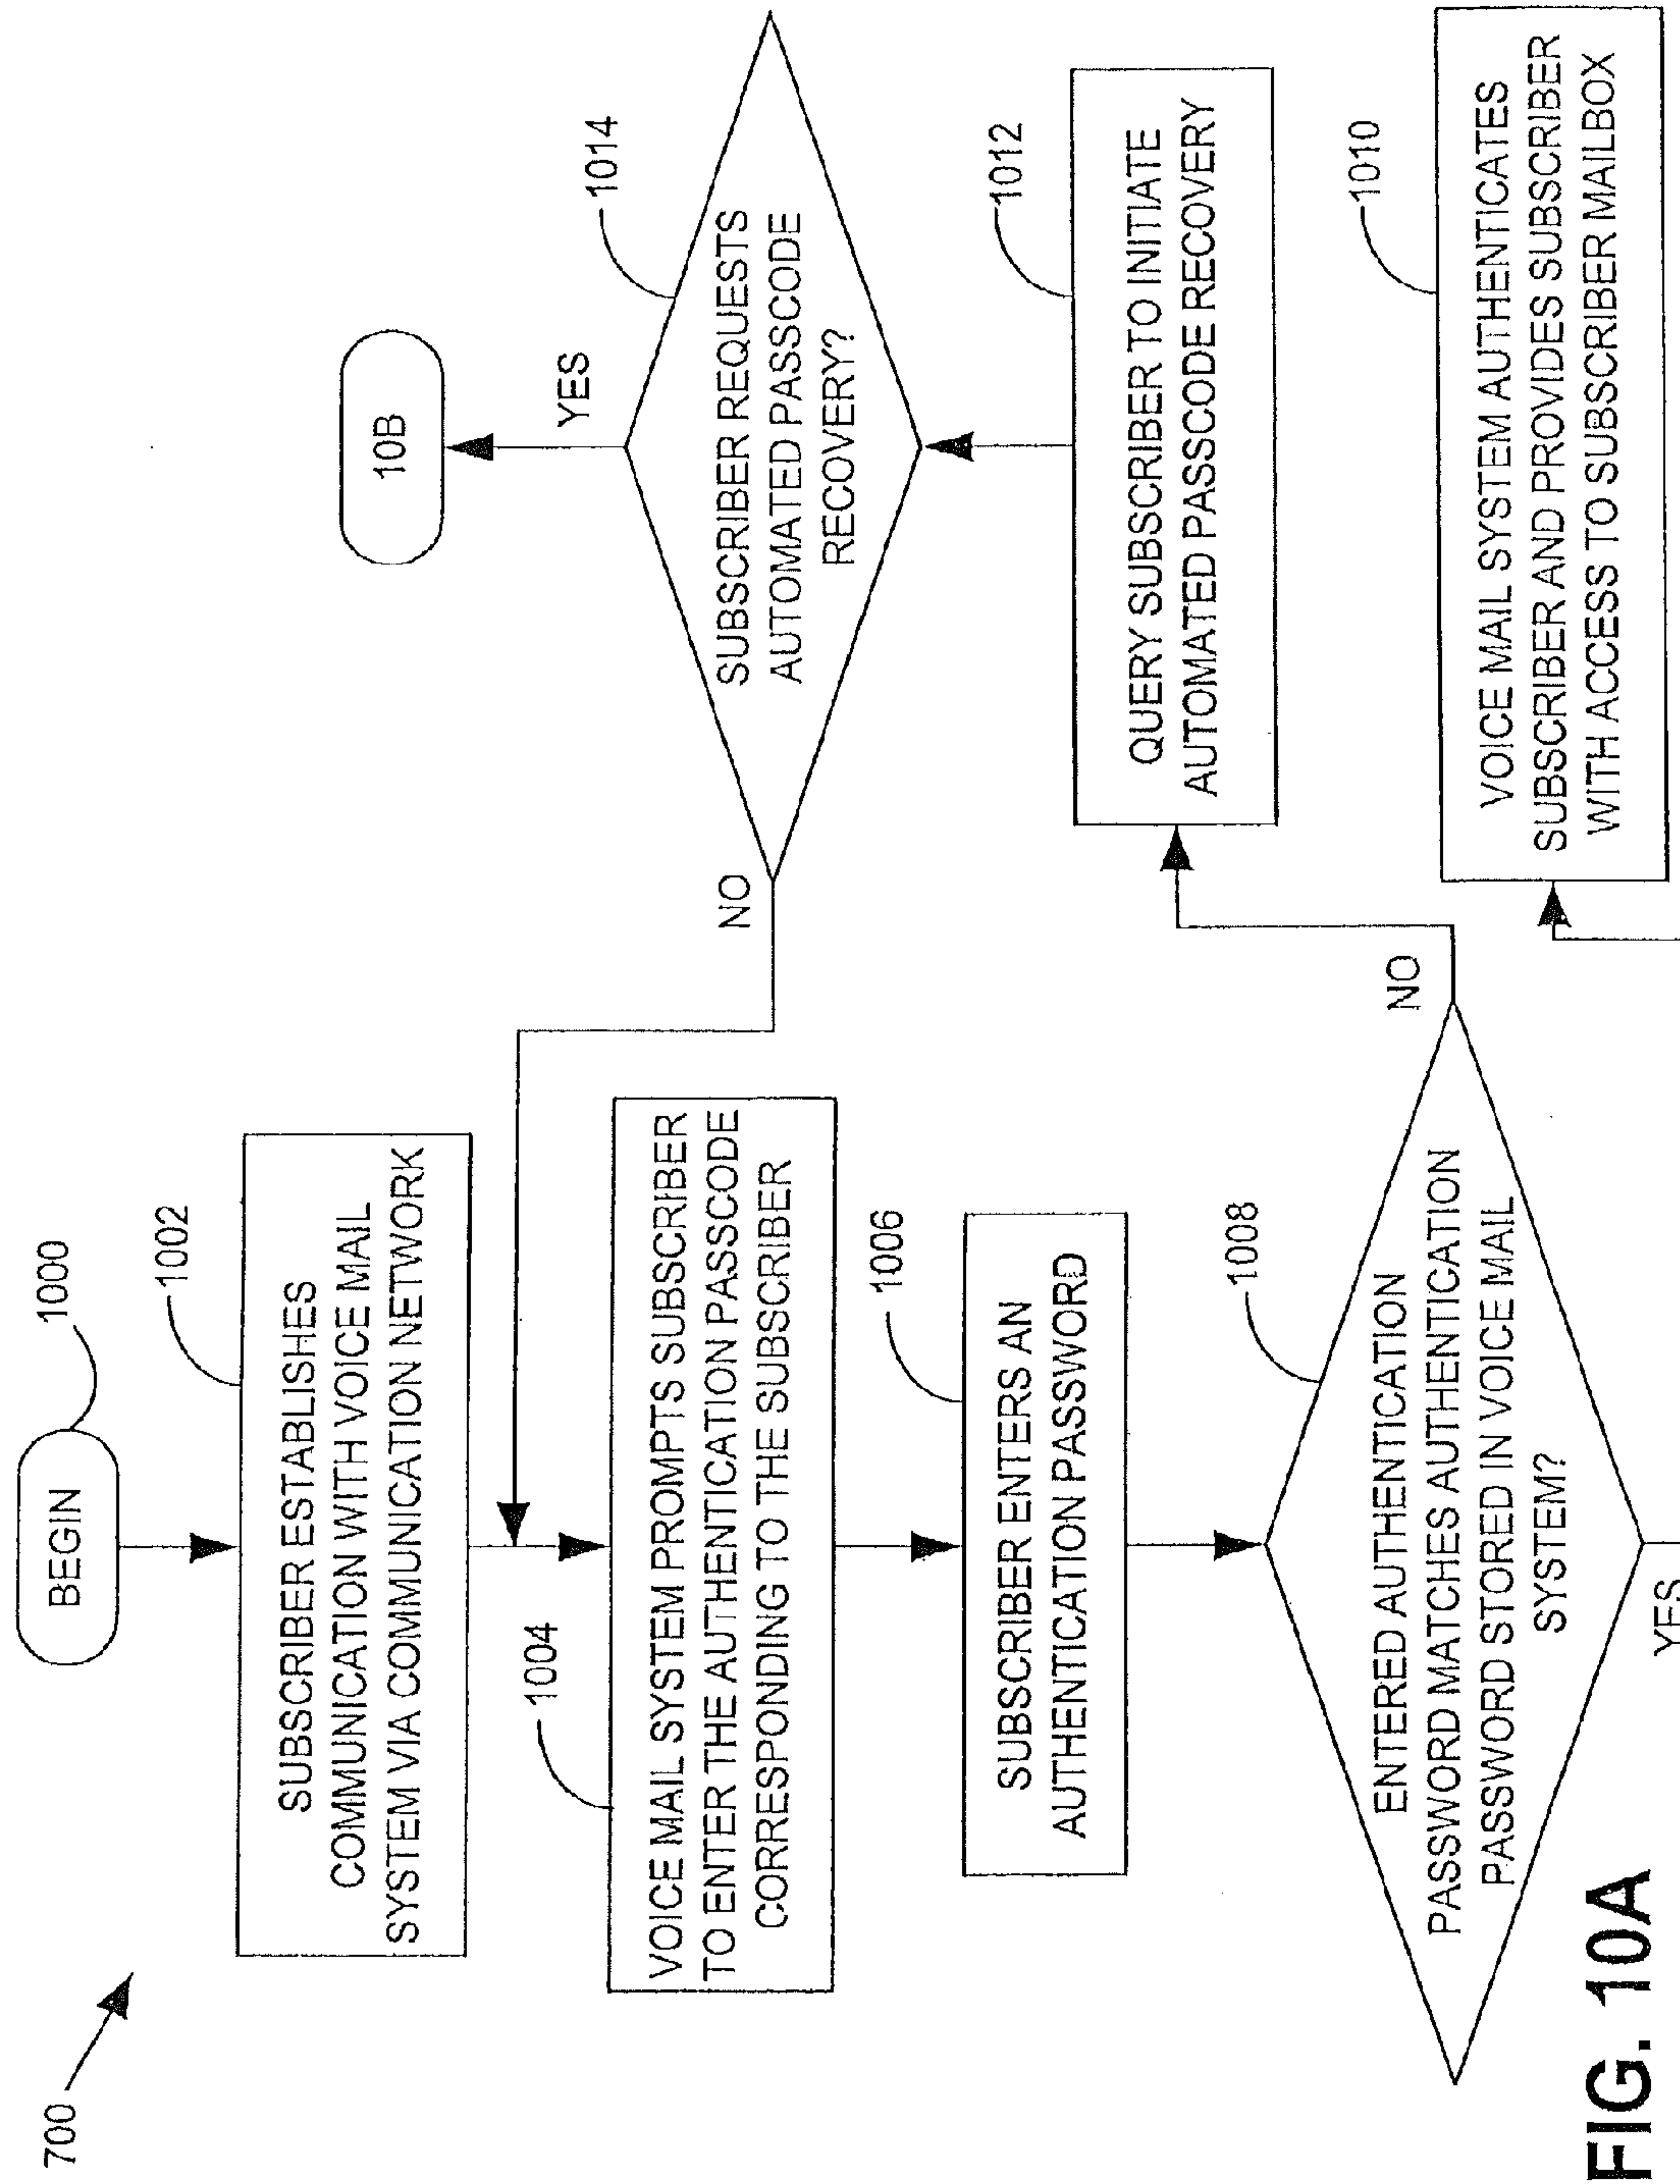 700
BEGIN
1000
SUBSCRIBER ESTABLISHES
COMMUNICATION WITH VOICE MAIL
SYSTEM VIA COMMUNICATION NETWORK
1002
VOICE MAIL SYSTEM PROMPTS SUBSCRIBER
TO ENTER THE AUTHENTICATION PASSCODE
CORRESPONDING TO THE SUBSCRIBER
1004
SUBSCRIBER ENTERS AN
AUTHENTICATION PASSWORD
1006
ENTERED AUTHENTICATION
PASSWORD MATCHES AUTHENTICATION
PASSWORD STORED IN VOICE MAIL
SYSTEM?
1008
NO
YES
VOICE MAIL SYSTEM AUTHENTICATES
SUBSCRIBER AND PROVIDES SUBSCRIBER
WITH ACCESS TO SUBSCRIBER MAILBOX
1010
QUERY SUBSCRIBER TO INITIATE
AUTOMATED PASSCODE RECOVERY
1012
SUBSCRIBER REQUESTS
AUTOMATED PASSCODE
RECOVERY?
1014
NO
YES
10B
FIG. 10A